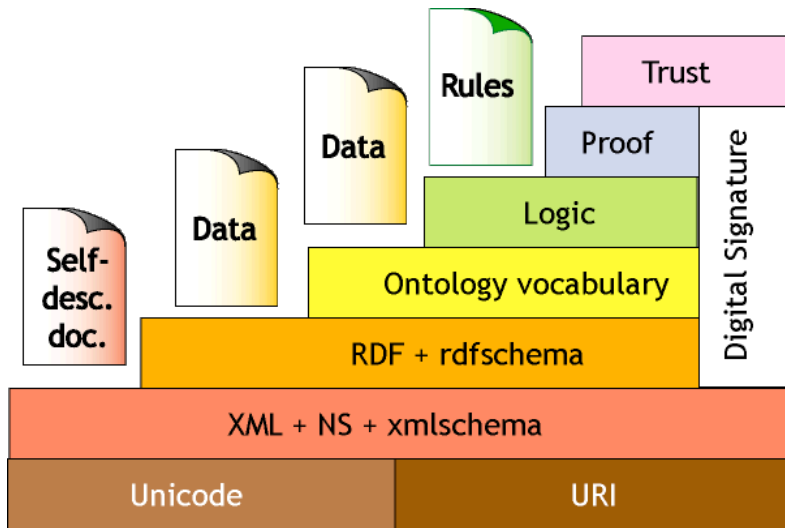 Trust
Rules
Proof
Data
Logic
Data
Ontology vocabulary
Digital Signature
Self-
desc.
doc.
RDF + rdfschema
XML + NS + xmlschema
Unicode
URI